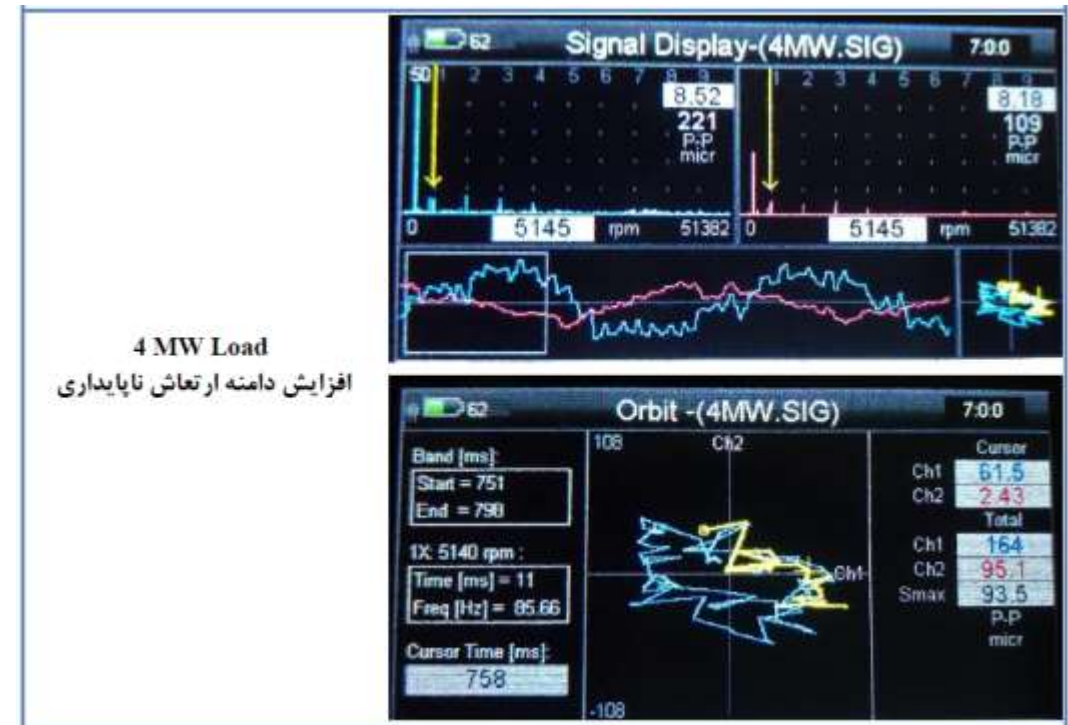 62 Signal Display-(4MW.SIG) 7:0:0
50 1 2 3 4 5 6 7 8 9 1 2 3 4 5 6 7 8 9
8.52 8.18
221 109
P-P P-P
micr micr
0 5145 rpm 51382 0 5145 rpm 51382
4 MW Load
افزایش دامنه ارتعاش ناپایداری
62 Orbit -(4MW.SIG) 7:0:0
Band [ms]:
Start = 751
End = 798
1X: 5140 rpm :
Time [ms] = 11
Freq [Hz] = 85.66
Cursor Time [ms]:
758
108 Ch2
Ch1
-108
Cursor
Ch1 61.5
Ch2 2.43
Total
Ch1 164
Ch2 95.1
Smax 93.5
P-P
micr